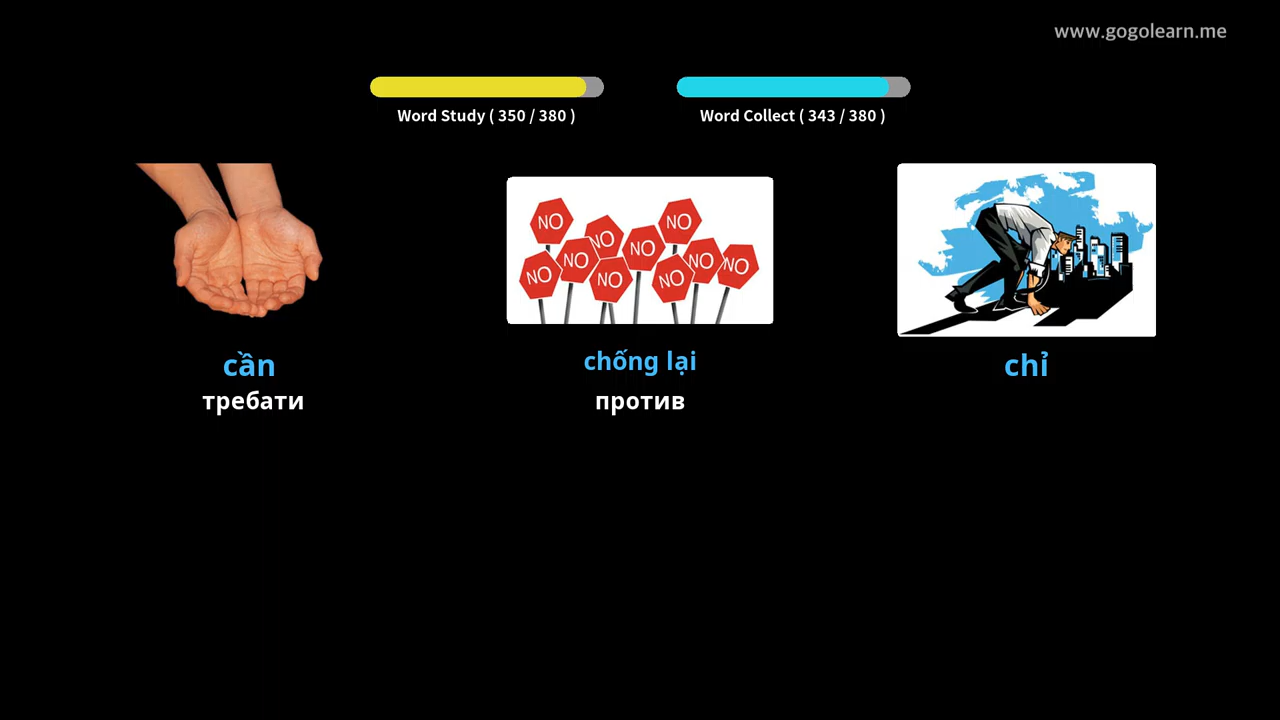 www.gogolearn.me
Word Study ( 350 / 380 )
Word Collect ( 343 / 380 )
NO
NO
NO
NO
NO
NO
NO
NO
NO
NO
cần
chống lại
chỉ
требати
против